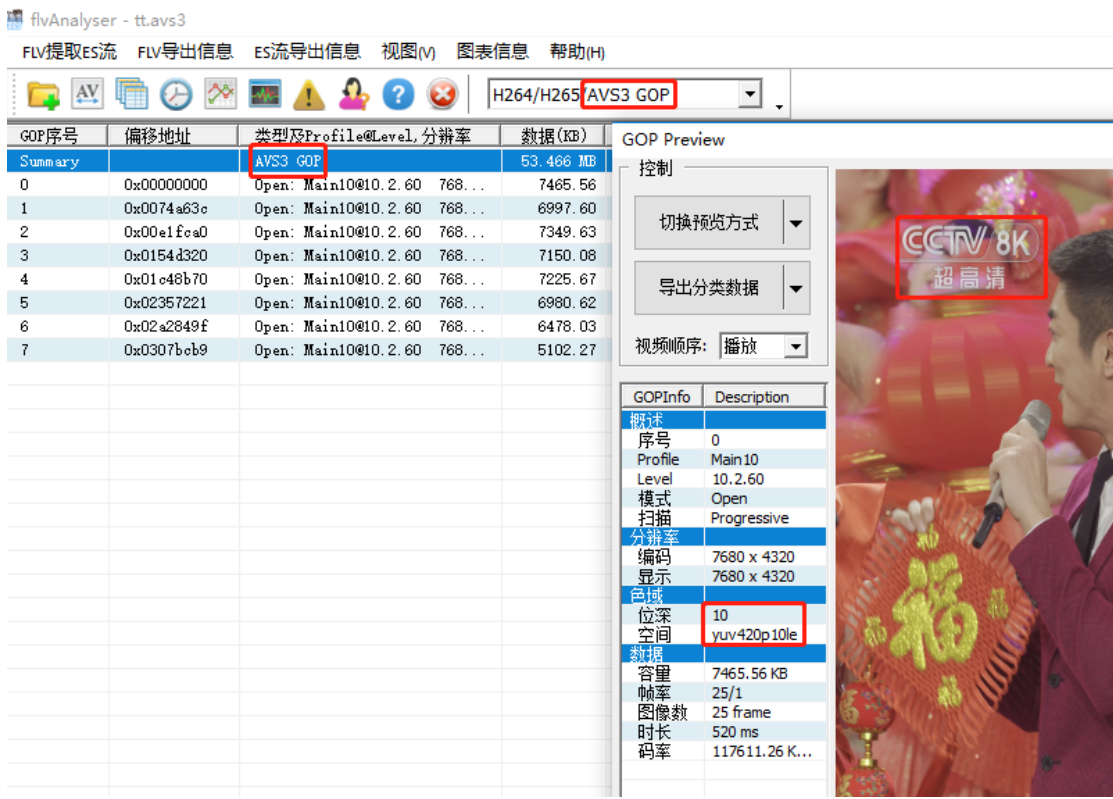 flvAnalyser - tt.avs3
FLV提取ES流 FLV导出信息 ES流导出信息 视图(V) 图表信息 帮助(H)
AV H264/H265/AVS3 GOP
GOP序号 偏移地址 类型及Profile@Level,分辨率 数据(KB)
Summary AVS3 GOP 53.466 MB
0 0x00000000 Open: Main10@10.2.60 768... 7465.56
1 0x0074a63c Open: Main10@10.2.60 768... 6997.60
2 0x00e1fca0 Open: Main10@10.2.60 768... 7349.63
3 0x0154d320 Open: Main10@10.2.60 768... 7150.08
4 0x01c48b70 Open: Main10@10.2.60 768... 7225.67
5 0x02357221 Open: Main10@10.2.60 768... 6980.62
6 0x02a2849f Open: Main10@10.2.60 768... 6478.03
7 0x0307bcb9 Open: Main10@10.2.60 768... 5102.27
GOP Preview
控制
切换预览方式
导出分类数据
视频顺序: 播放
GOPInfo Description
概述
序号 0
Profile Main10
Level 10.2.60
模式 Open
扫描 Progressive
分辨率
编码 7680 x 4320
显示 7680 x 4320
色域
位深 10
空间 yuv420p10le
数据
容量 7465.56 KB
帧率 25/1
图像数 25 frame
时长 520 ms
码率 117611.26 K...
CCTV 8K
超高清
福
福
福
福
福
福
福